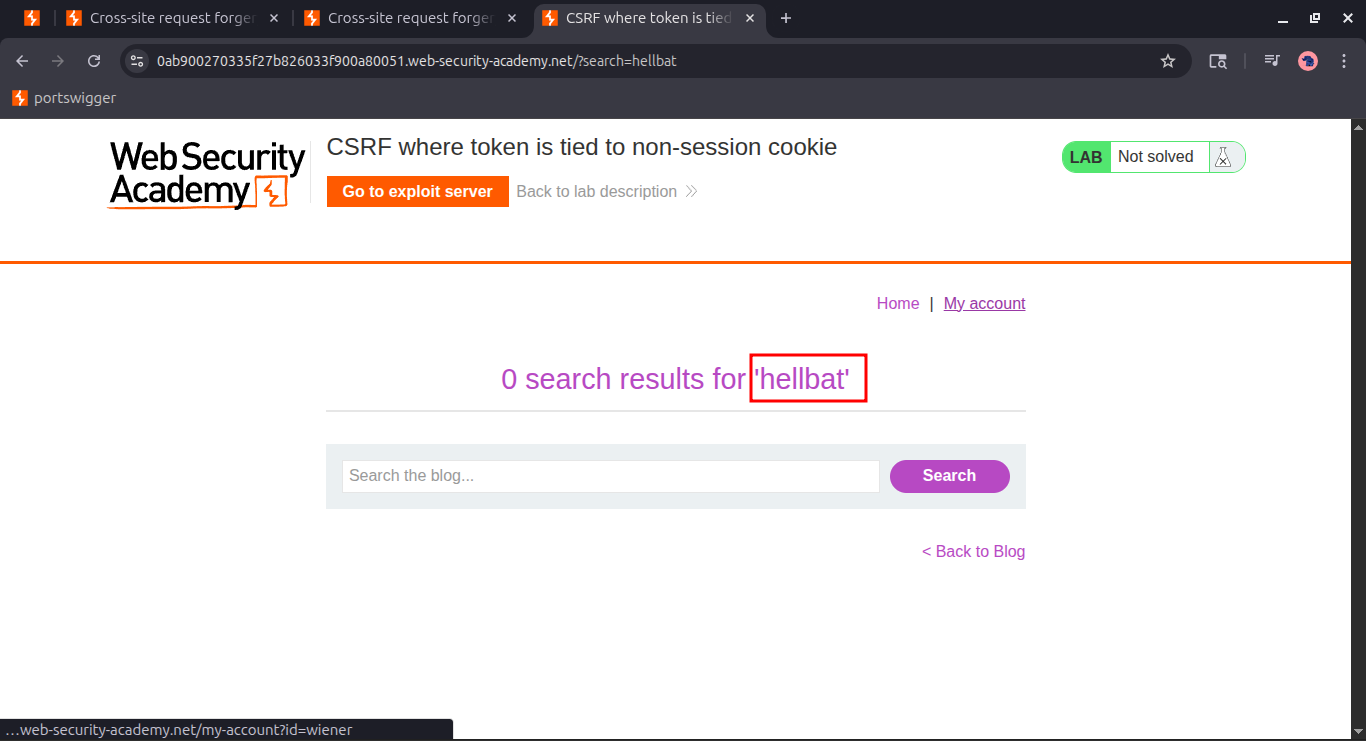 Cross-site request forger
Cross-site request forger
CSRF where token is tied
0ab900270335f27b826033f900a80051.web-security-academy.net/?search=hellbat
portswigger
Web Security
Academy
CSRF where token is tied to non-session cookie
Go to exploit server
Back to lab description
LAB Not solved
Home | My account
0 search results for 'hellbat'
Search the blog...
Search
< Back to Blog
...web-security-academy.net/my-account?id=wiener